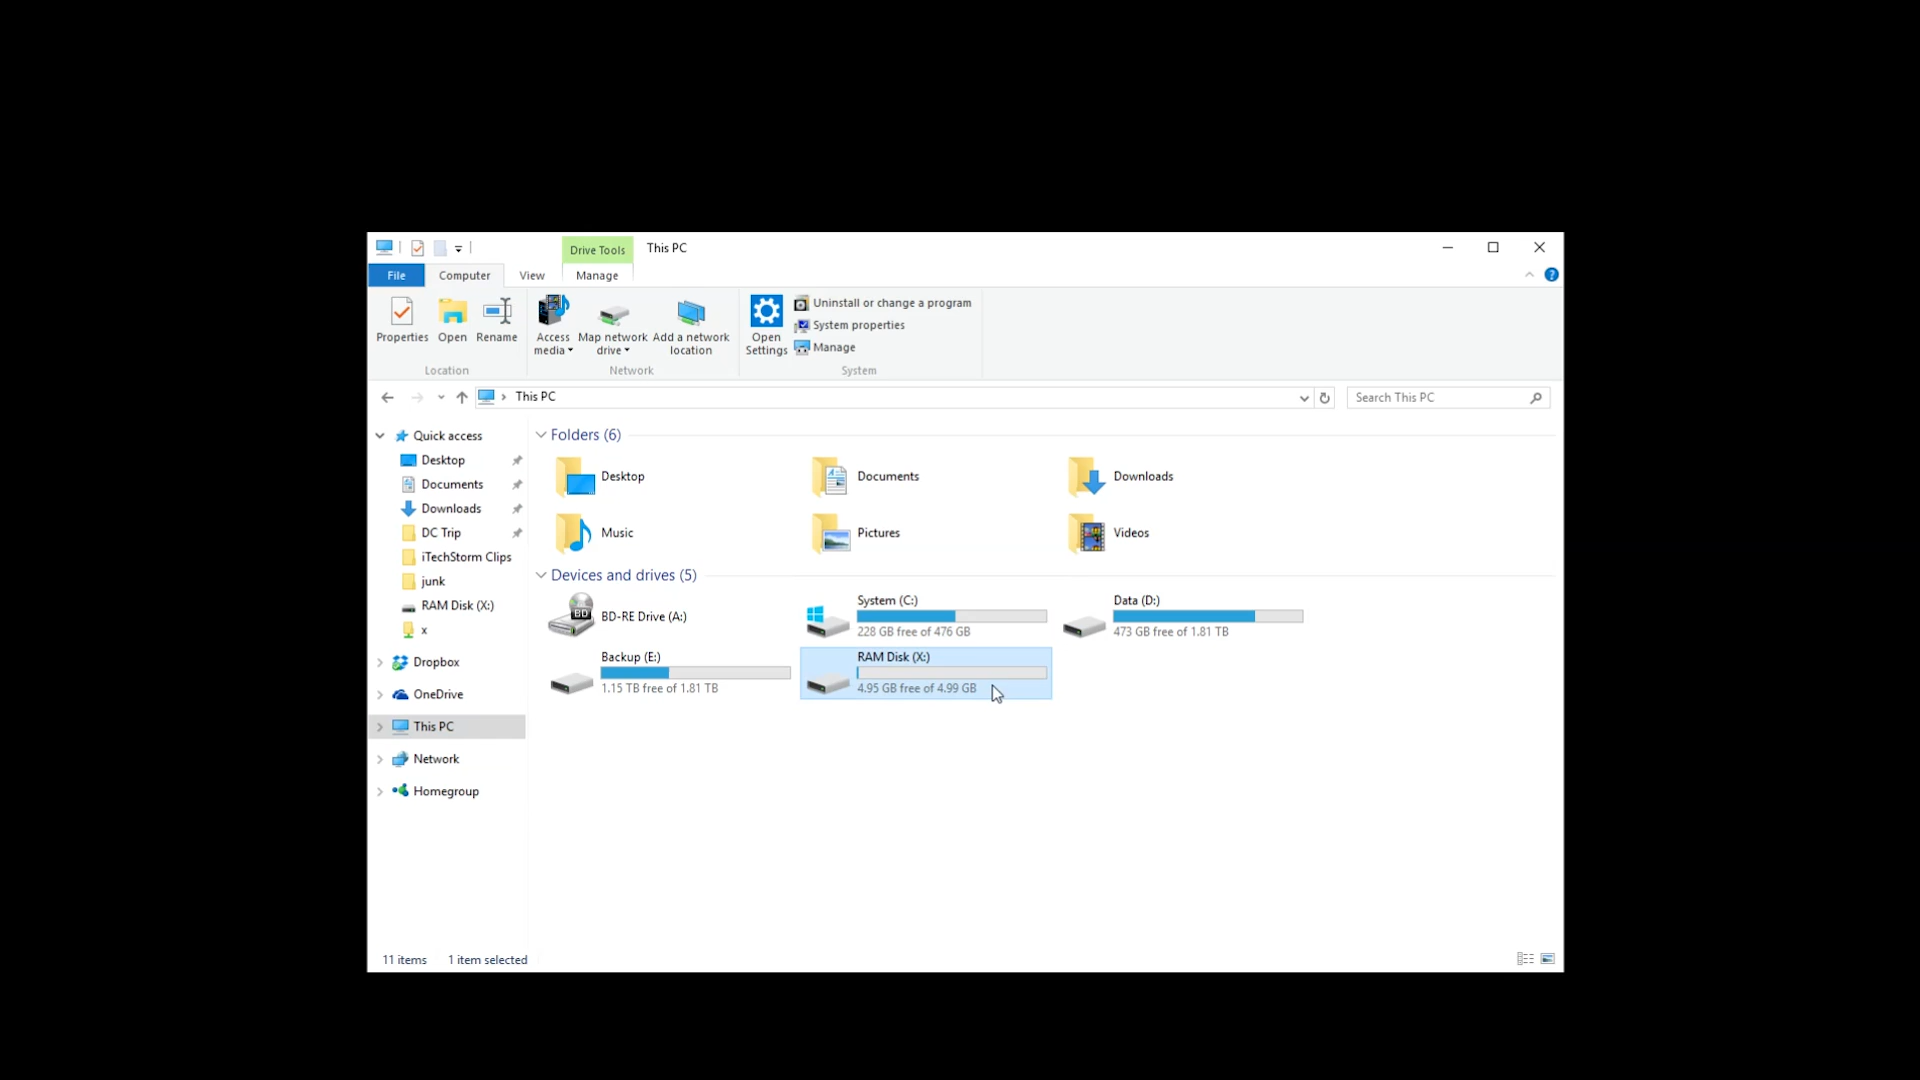 Drive Tools
This PC
File
Computer
View
Manage
Properties
Open
Rename
Access
media
Map network
drive
Add a network
location
Open
Settings
Uninstall or change a program
System properties
Manage
Location
Network
System
This PC
Search This PC
Quick access
Desktop
Documents
Downloads
DC Trip
iTechStorm Clips
junk
RAM Disk (X:)
x
Dropbox
OneDrive
This PC
Network
Homegroup
Folders (6)
Desktop
Documents
Downloads
Music
Pictures
Videos
Devices and drives (5)
BD
BD-RE Drive (A:)
System (C:)
228 GB free of 476 GB
Data (D:)
473 GB free of 1.81 TB
Backup (E:)
1.15 TB free of 1.81 TB
RAM Disk (X:)
4.95 GB free of 4.99 GB
11 items
1 item selected